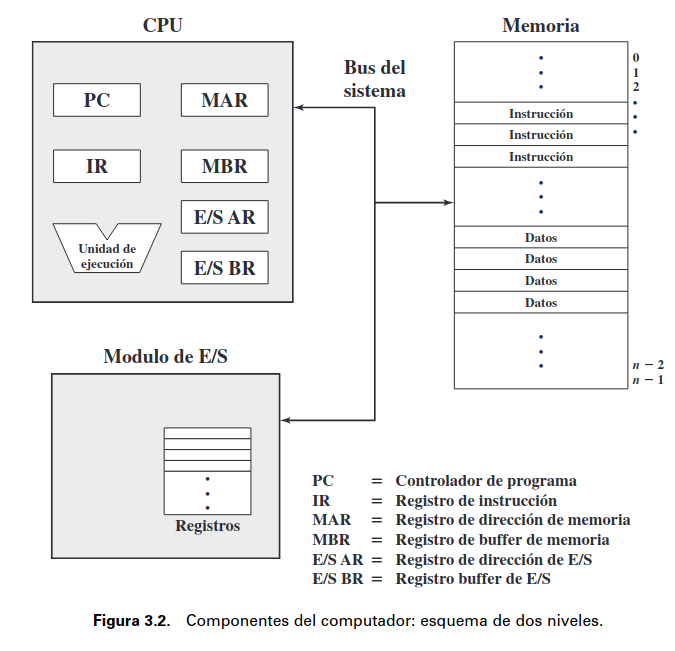 CPU
PC
MAR
IR
MBR
E/S AR
Unidad de
ejecución
E/S BR
Bus del
sistema
Memoria
0
1
2
Instrucción
Instrucción
Instrucción
Datos
Datos
Datos
Datos
n − 2
n − 1
Modulo de E/S
Registros
PC = Controlador de programa
IR = Registro de instrucción
MAR = Registro de dirección de memoria
MBR = Registro de buffer de memoria
E/S AR = Registro de dirección de E/S
E/S BR = Registro buffer de E/S
Figura 3.2. Componentes del computador: esquema de dos niveles.